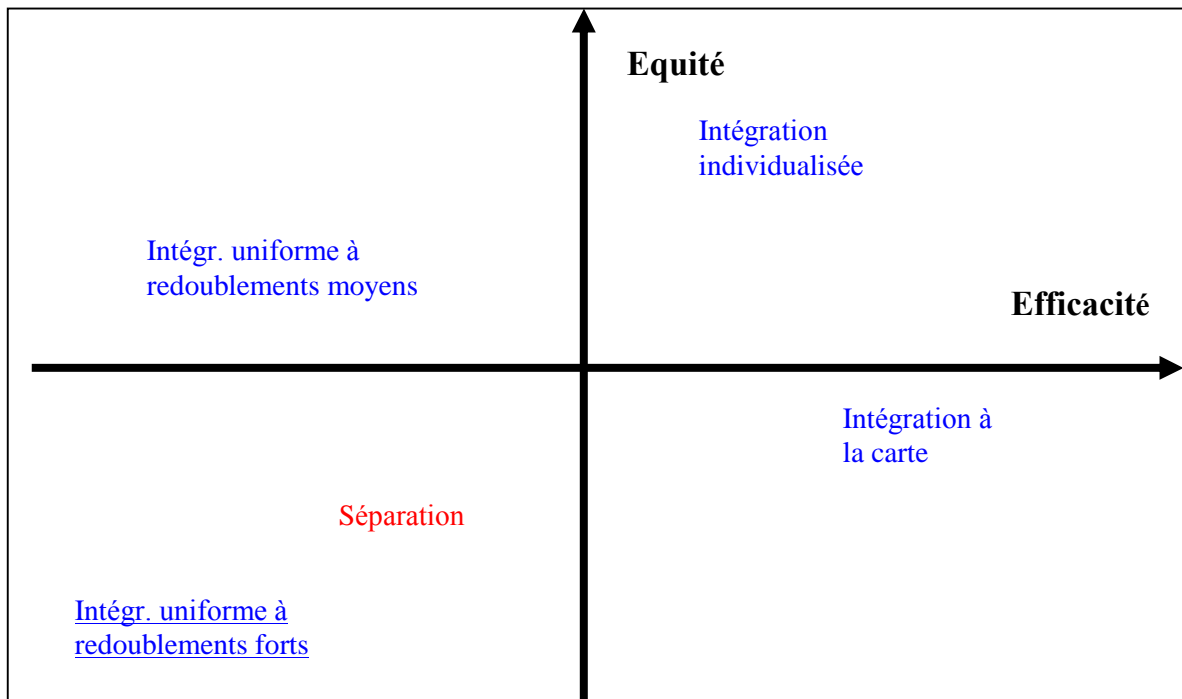 Equité
Intégration
individualisée
Intégr. uniforme à
redoublements moyens
Efficacité
Intégration à
la carte
Séparation
Intégr. uniforme à
redoublements forts